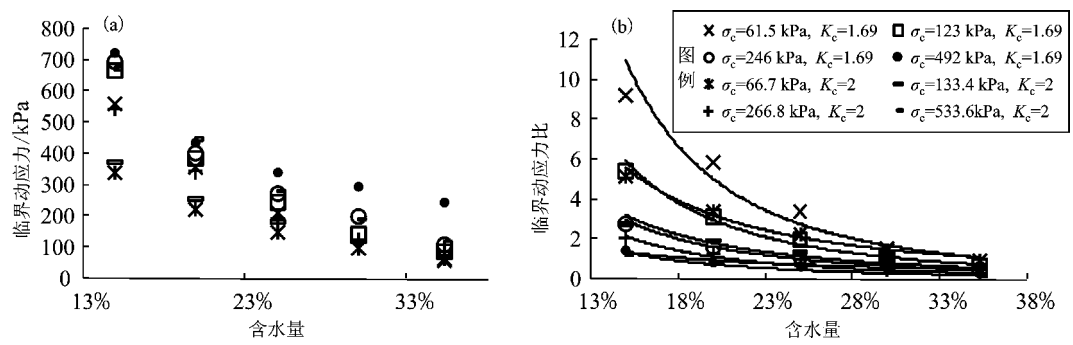 (a)
800
700
600
500
400
300
200
100
0
临界动应力/kPa
13%
23%
33%
含水量
(b)
12
10
8
6
4
2
0
临界动应力比
13%
18%
23%
28%
33%
38%
含水量
图例
σc=61.5 kPa, Kc=1.69
σc=123 kPa, Kc=1.69
σc=246 kPa, Kc=1.69
σc=492 kPa, Kc=1.69
σc=66.7 kPa, Kc=2
σc=133.4 kPa, Kc=2
σc=266.8 kPa, Kc=2
σc=533.6kPa, Kc=2